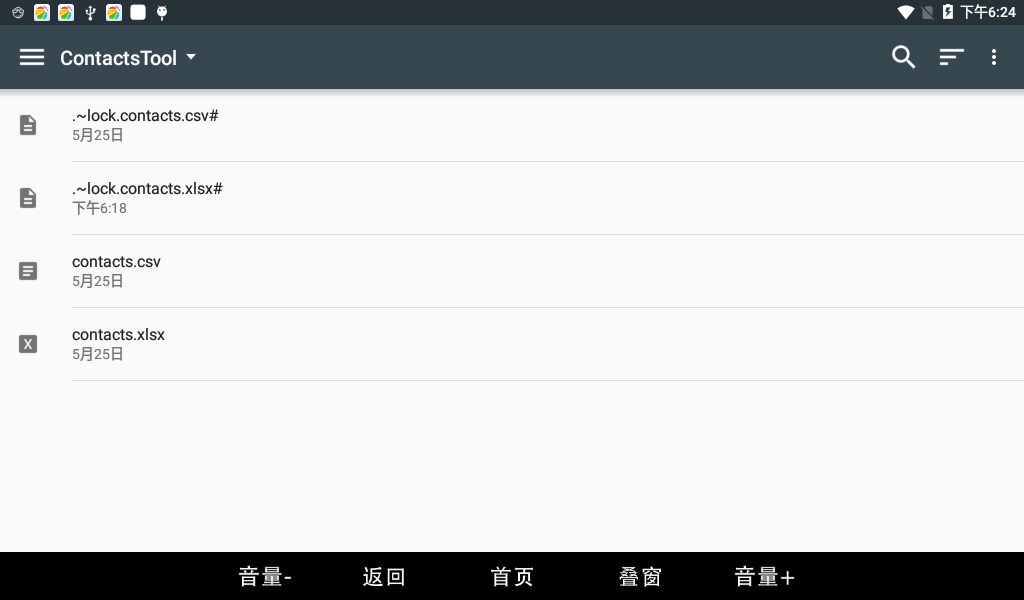 下午6:24
ContactsTool
.~lock.contacts.csv#
5月25日
.~lock.contacts.xlsx#
下午6:18
contacts.csv
5月25日
X
contacts.xlsx
5月25日
音量- 返回 首页 叠窗 音量+